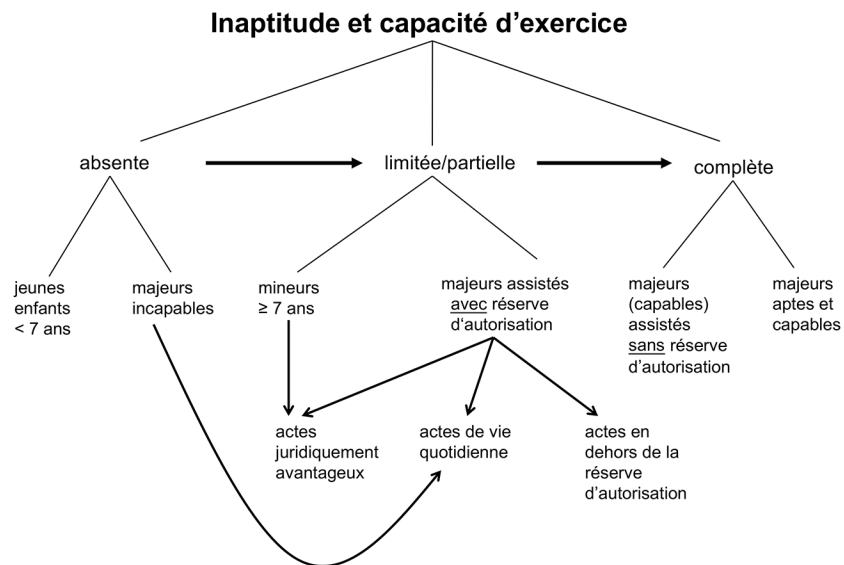 Inaptitude et capacité d’exercice
absente
limitée/partielle
complète
jeunes
enfants
< 7 ans
majeurs
incapables
mineurs
≥ 7 ans
majeurs assistés
avec réserve
d‘autorisation
majeurs
(capables)
assistés
sans réserve
d’autorisation
majeurs
aptes et
capables
actes
juridiquement
avantageux
actes de vie
quotidienne
actes en
dehors de la
réserve
d’autorisation